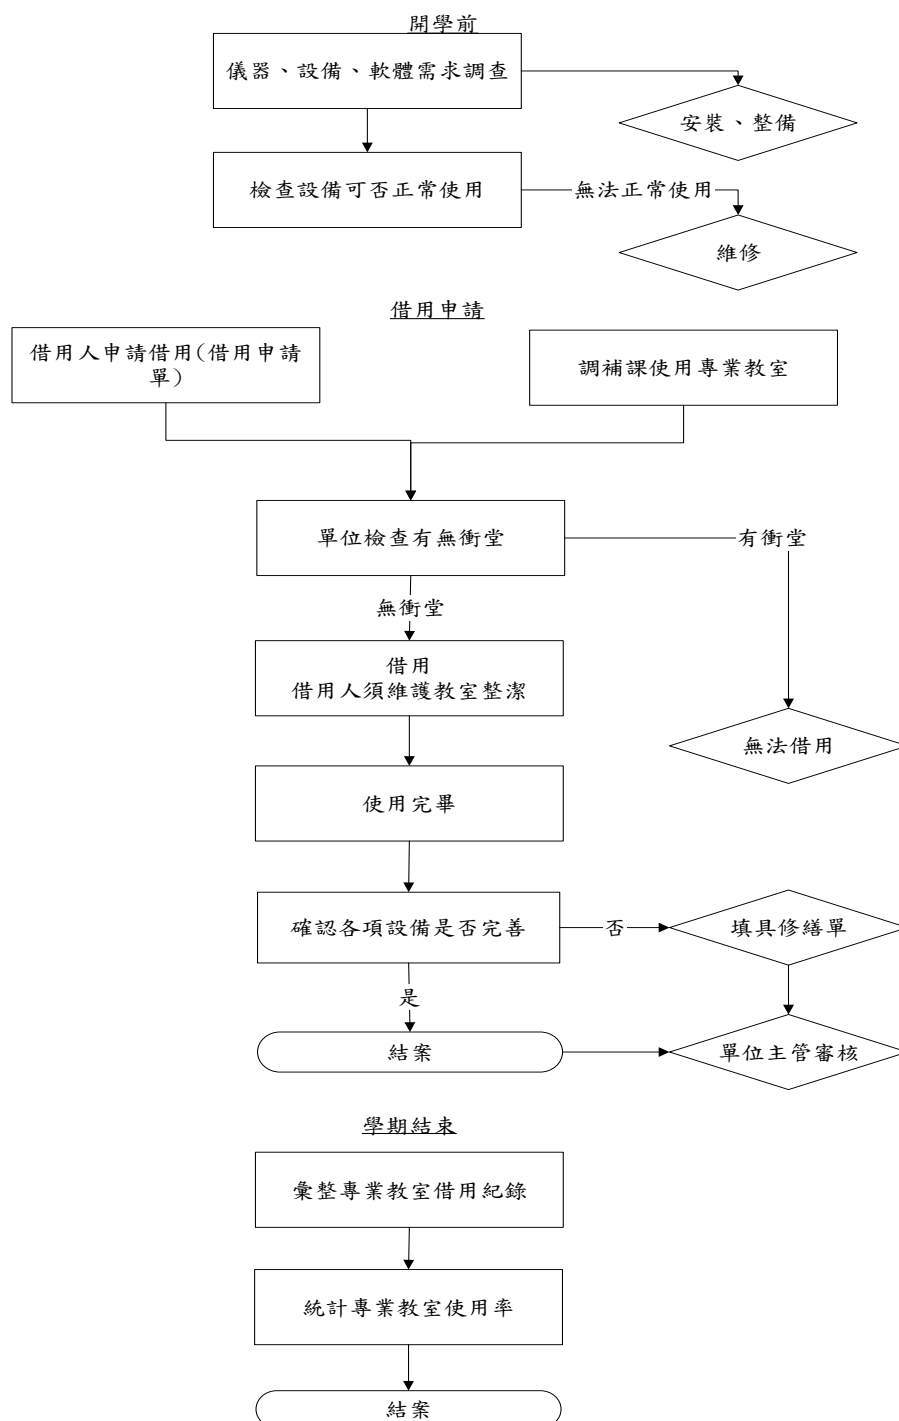 開學前
儀器、設備、軟體需求調查
安裝、整備
檢查設備可否正常使用
無法正常使用
維修
借用申請
借用人申請借用(借用申請
單)
調補課使用專業教室
單位檢查有無衝堂
有衝堂
無衝堂
借用
借用人須維護教室整潔
無法借用
使用完畢
確認各項設備是否完善
否
填具修繕單
是
結案
單位主管審核
學期結束
彙整專業教室借用紀錄
統計專業教室使用率
結案